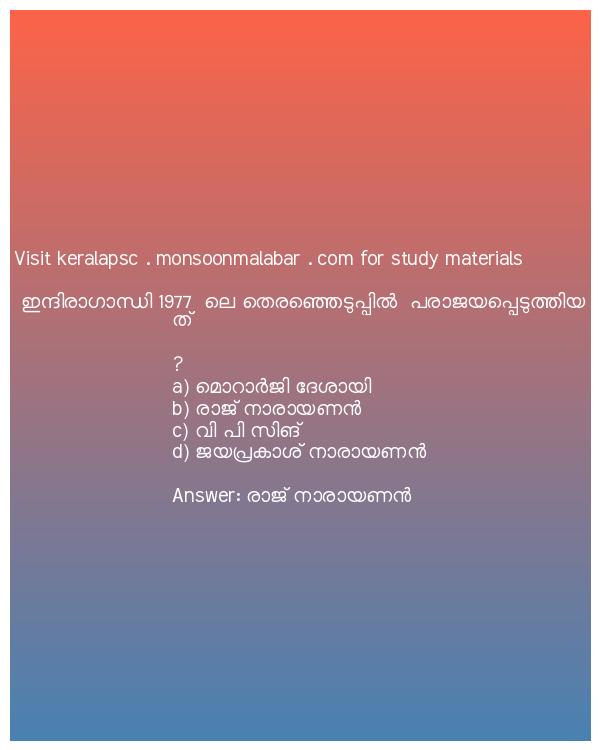 Visit keralapsc . monsoonmalabar . com for study materials
ഇന്ദിരാഗാന്ധി 1977 ലെ തെരഞ്ഞെടുപ്പിൽ പരാജയപ്പെടുത്തിയ
ത്
?
a) മൊറാർജി ദേശായി
b) രാജ് നാരായണൻ
c) വി പി സിങ്
d) ജയപ്രകാശ് നാരായണൻ
Answer: രാജ് നാരായണൻ